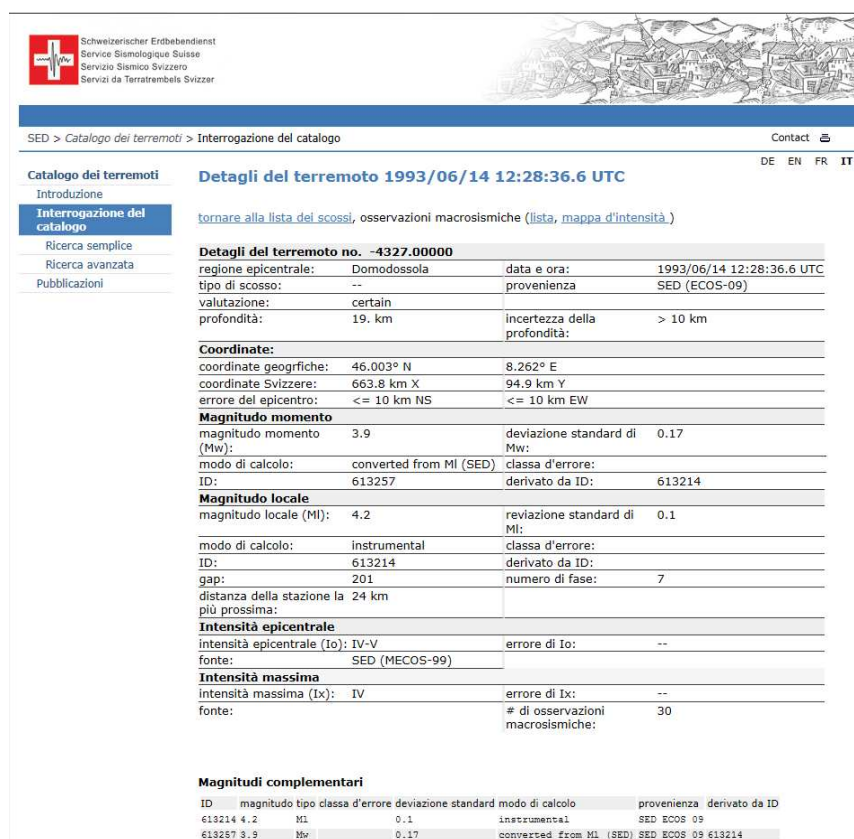 Schweizerischer Erdbebendienst
Service Sismologique Suisse
Servizio Sismico Svizzero
Servizi da Terratrembels Svizzer
SED > Catalogo dei terremoti > Interrogazione del catalogo Contact
DE EN FR IT
Catalogo dei terremoti
Introduzione
Interrogazione del
catalogo
Ricerca semplice
Ricerca avanzata
Pubblicazioni
Detagli del terremoto 1993/06/14 12:28:36.6 UTC
tornare alla lista dei scossi, osservazioni macrosismiche (lista, mappa d'intensità )
Detagli del terremoto no. -4327.00000
regione epicentrale: Domodossola data e ora: 1993/06/14 12:28:36.6 UTC
tipo di scosso: -- provenienza SED (ECOS-09)
valutazione: certain
profondità: 19. km incertezza della
profondità: > 10 km
Coordinate:
coordinate geogrfiche: 46.003° N 8.262° E
coordinate Svizzere: 663.8 km X 94.9 km Y
errore del epicentro: <= 10 km NS <= 10 km EW
Magnitudo momento
magnitudo momento
(Mw): 3.9 deviazione standard di
Mw: 0.17
modo di calcolo: converted from Ml (SED) classa d'errore:
ID: 613257 derivato da ID: 613214
Magnitudo locale
magnitudo locale (Ml): 4.2 reviazione standard di
Ml: 0.1
modo di calcolo: instrumental classa d'errore:
ID: 613214 derivato da ID:
gap: 201 numero di fase: 7
distanza della stazione la
più prossima: 24 km
Intensità epicentrale
intensità epicentrale (Io): IV-V errore di Io: --
fonte: SED (MECOS-99)
Intensità massima
intensità massima (Ix): IV errore di Ix: --
fonte: # di osservazioni
macrosismiche: 30
Magnitudi complementari
ID magnitudo tipo classa d'errore deviazione standard modo di calcolo provenienza derivato da ID
613214 4.2 Ml 0.1 instrumental SED ECOS 09
613257 3.9 Mw 0.17 converted from Ml (SED) SED ECOS 09 613214